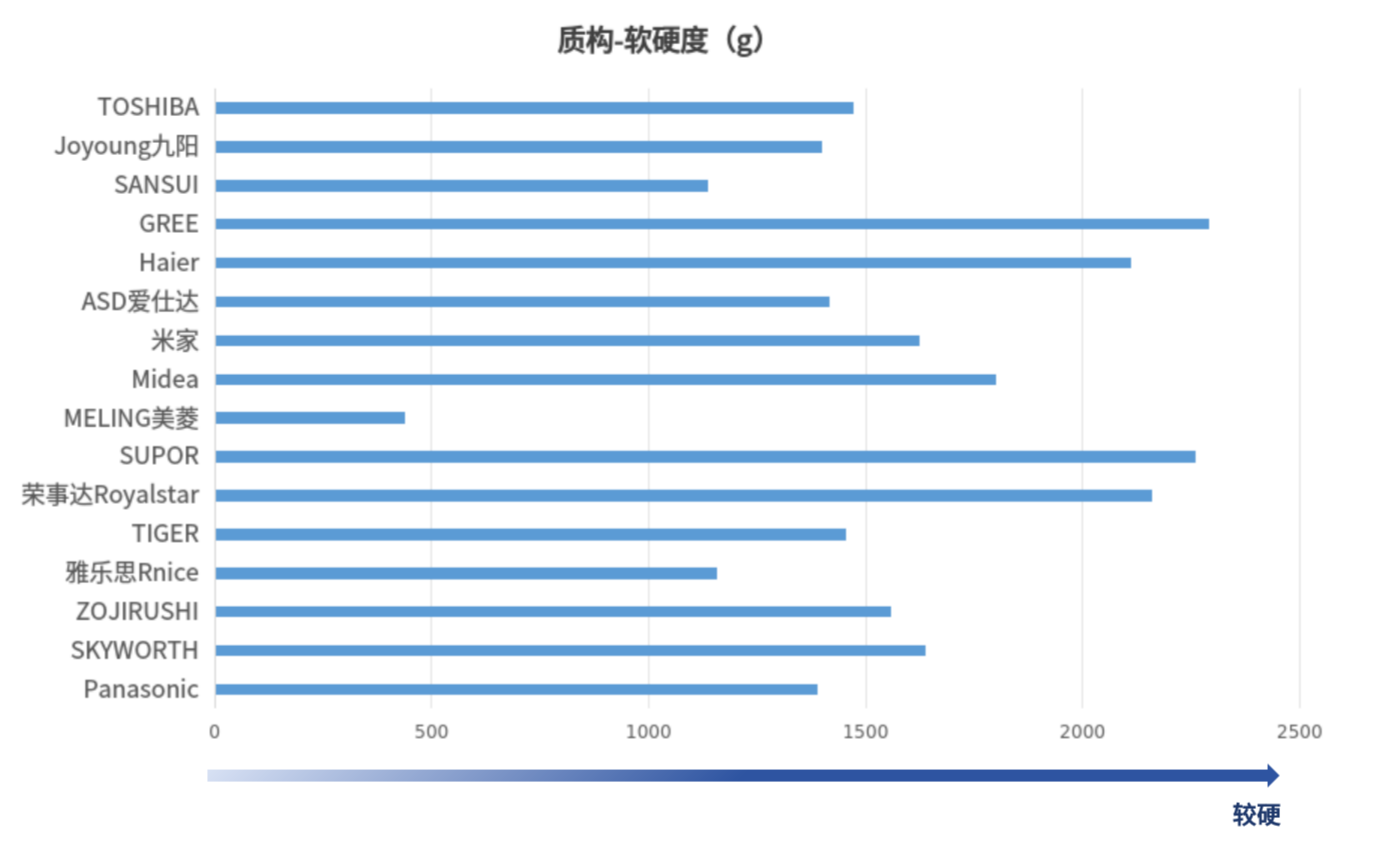 质构-软硬度（g）
TOSHIBA
Joyoung九阳
SANSUI
GREE
Haier
ASD爱仕达
米家
Midea
MELING美菱
SUPOR
荣事达Royalstar
TIGER
雅乐思Rnice
ZOJIRUSHI
SKYWORTH
Panasonic
0 500 1000 1500 2000 2500
较硬